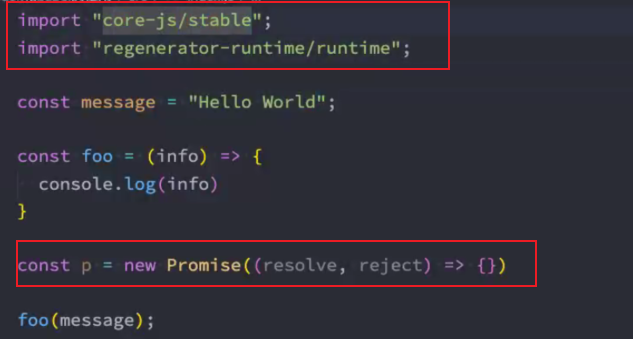 import "core-js/stable";
import "regenerator-runtime/runtime";
const message = "Hello World";
const foo = (info) => {
console.log(info)
}
const p = new Promise((resolve, reject) => {})
foo(message);